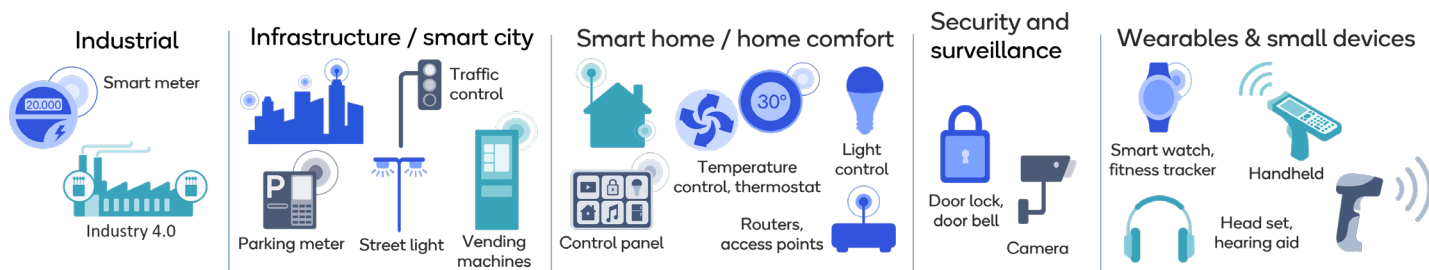 Industrial
Smart meter
20.000
Industry 4.0
Infrastructure / smart city
Traffic
control
P
Parking meter
Street light
Vending
machines
Smart home / home comfort
30°
Temperature
control, thermostat
Light
control
Control panel
Routers,
access points
Security and
surveillance
Door lock,
door bell
Camera
Wearables & small devices
Smart watch,
fitness tracker
Handheld
Head set,
hearing aid